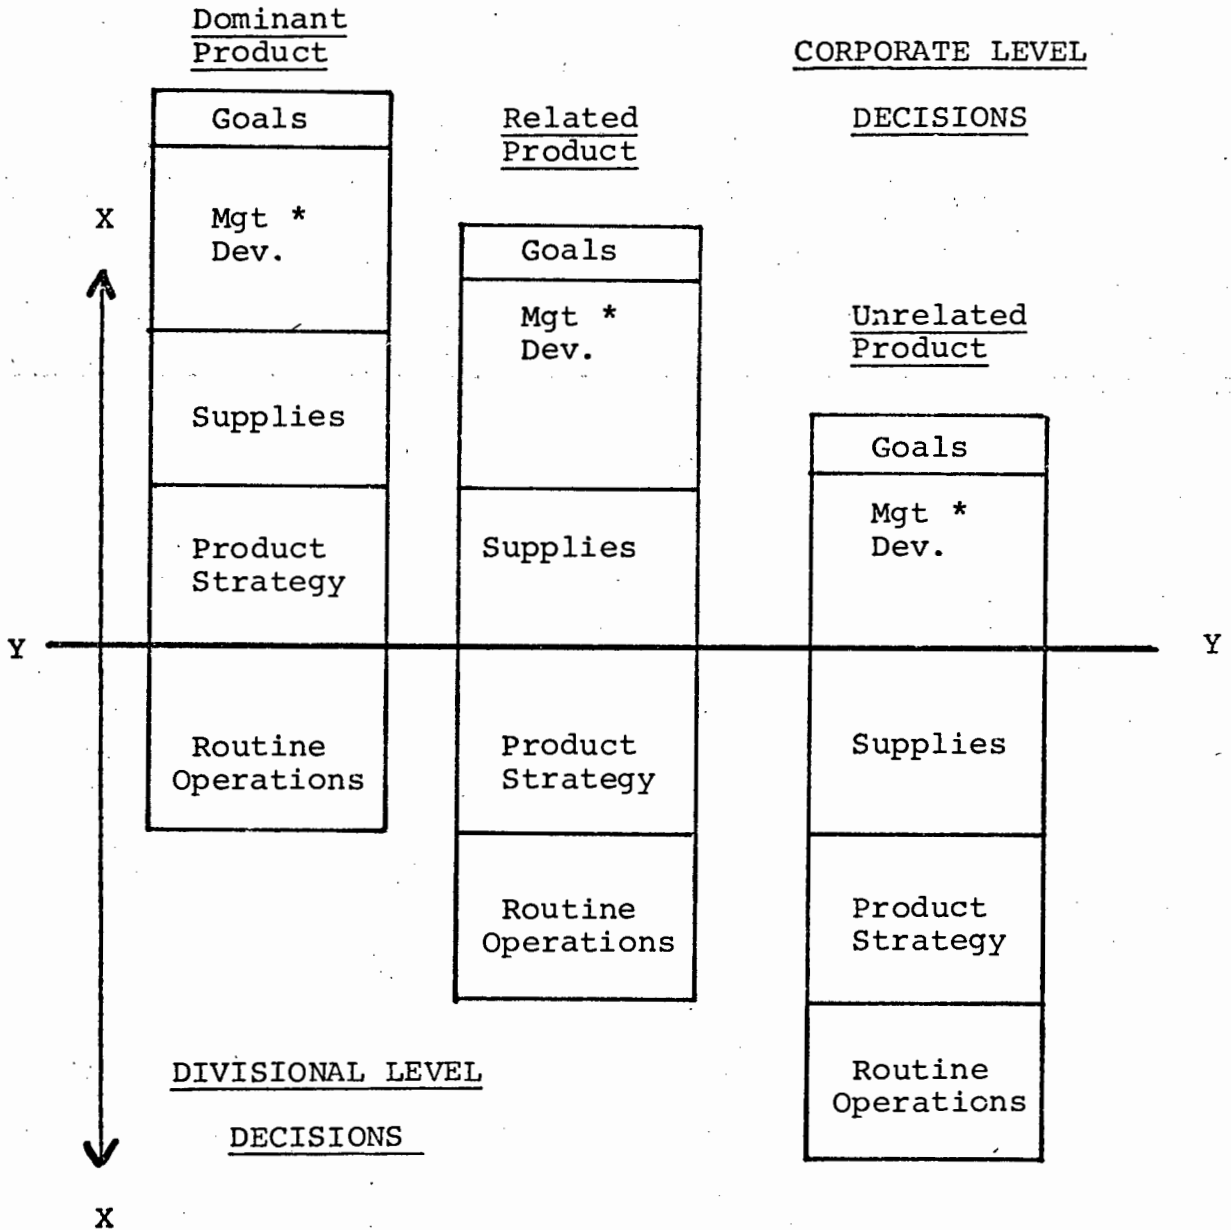 Dominant
Product
Goals
Mgt *
Dev.
Supplies
Product
Strategy
Routine
Operations
Related
Product
Goals
Mgt *
Dev.
Supplies
Product
Strategy
Routine
Operations
CORPORATE LEVEL
DECISIONS
Unrelated
Product
Goals
Mgt *
Dev.
Supplies
Product
Strategy
Routine
Operations
X
Y
Y
X
DIVISIONAL LEVEL
DECISIONS